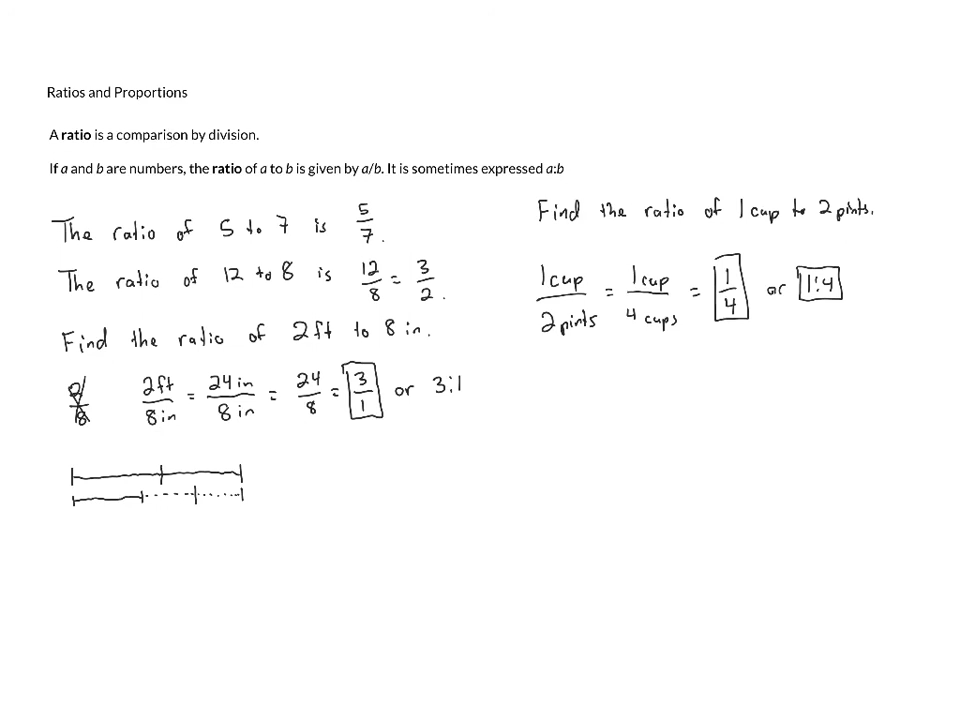 Ratios and Proportions
A ratio is a comparison by division.
If a and b are numbers, the ratio of a to b is given by a/b. It is sometimes expressed a:b
The ratio of 5 to 7 is 5/7.
The ratio of 12 to 8 is 12/8 = 3/2.
Find the ratio of 2ft to 8 in.
2/8 2ft/8in = 24in/8in = 24/8 = 3/1 or 3:1
Find the ratio of 1 cup to 2 pints.
1cup/2pints = 1cup/4cups = 1/4 or 1:4